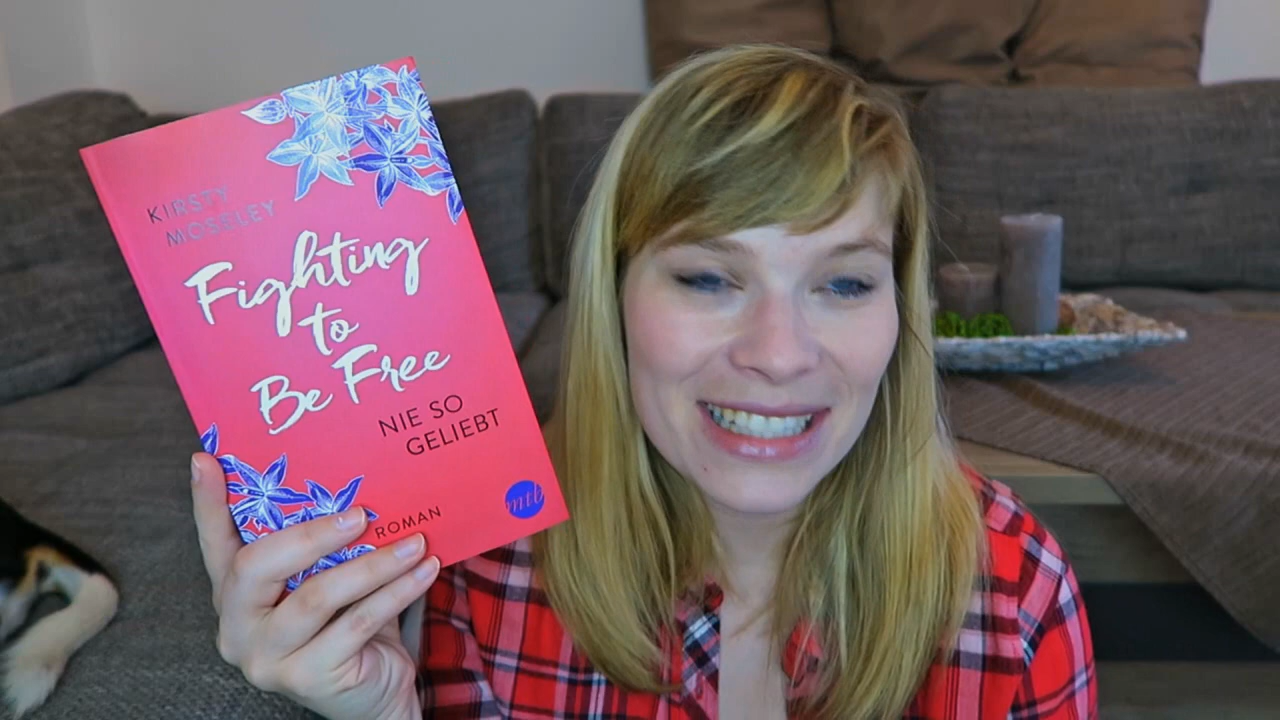 KIRSTY
MOSELEY
Fighting
to
Be Free
NIE SO
GELIEBT
ROMAN
mtb